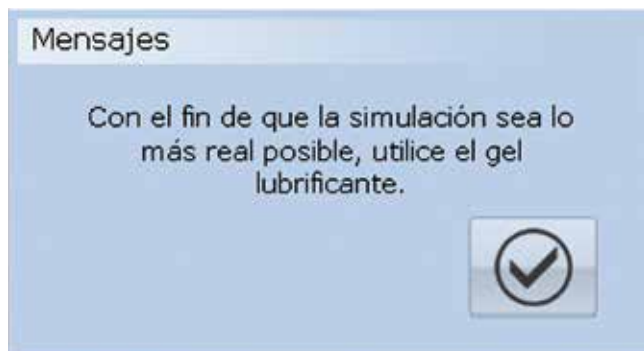 Mensajes
Con el fin de que la simulación sea lo
más real posible, utilice el gel
lubrificante.